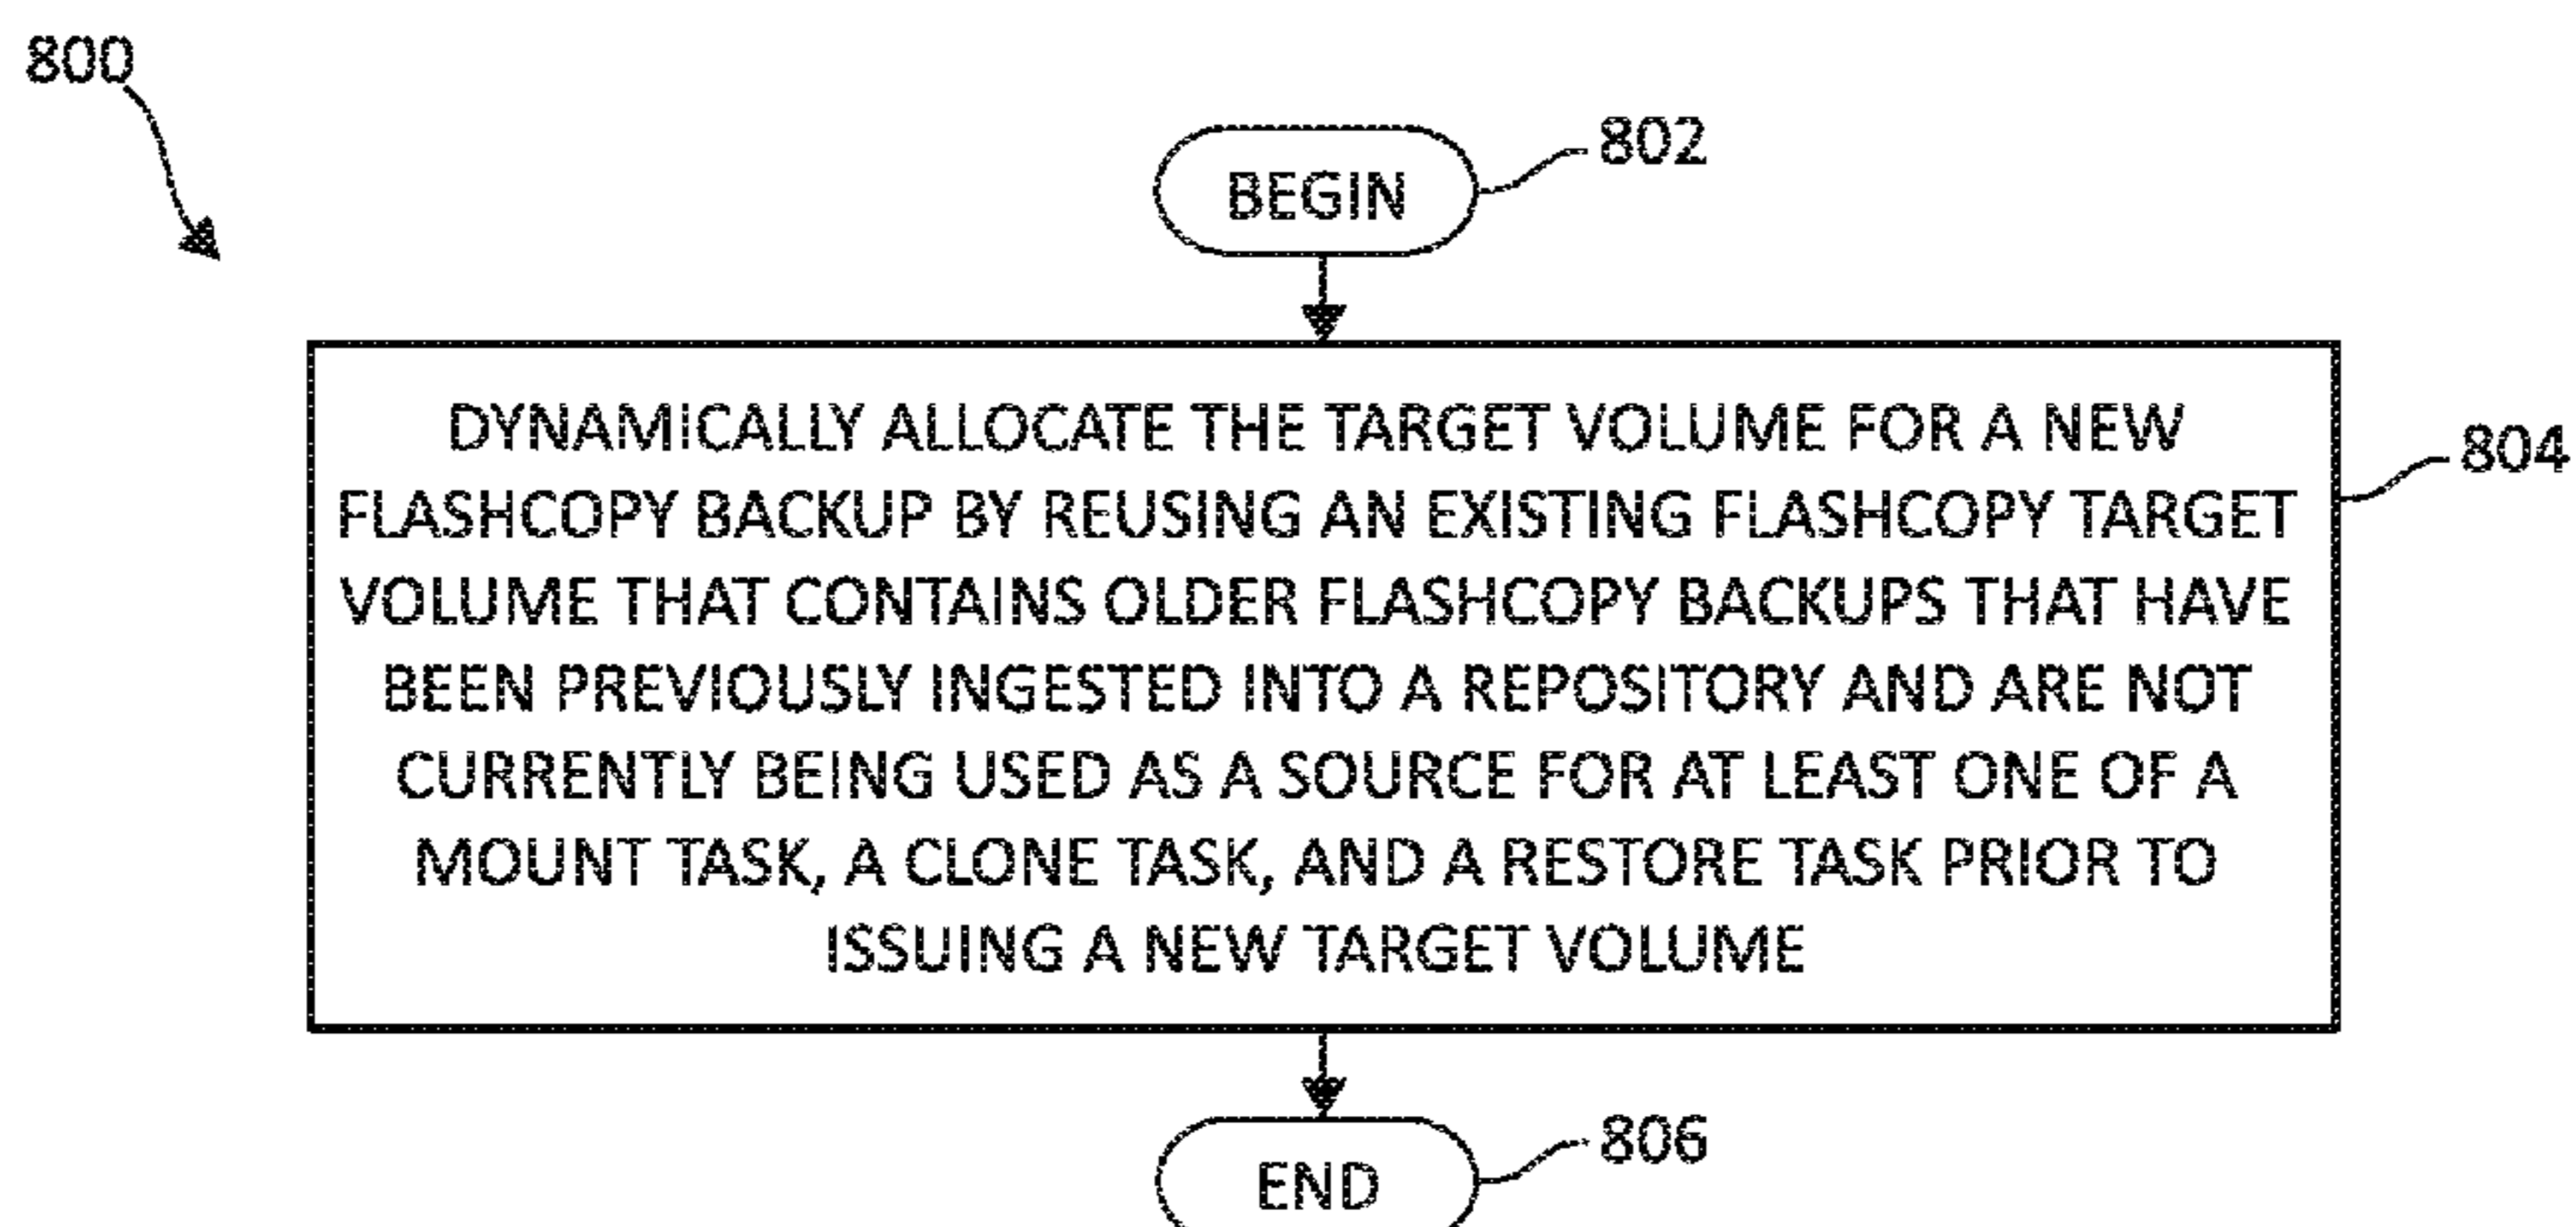 800
BEGIN
802
DYNAMICALLY ALLOCATE THE TARGET VOLUME FOR A NEW
FLASHCOPY BACKUP BY REUSING AN EXISTING FLASHCOPY TARGET
VOLUME THAT CONTAINS OLDER FLASHCOPY BACKUPS THAT HAVE
BEEN PREVIOUSLY INGESTED INTO A REPOSITORY AND ARE NOT
CURRENTLY BEING USED AS A SOURCE FOR AT LEAST ONE OF A
MOUNT TASK, A CLONE TASK, AND A RESTORE TASK PRIOR TO
ISSUING A NEW TARGET VOLUME
804
END
806